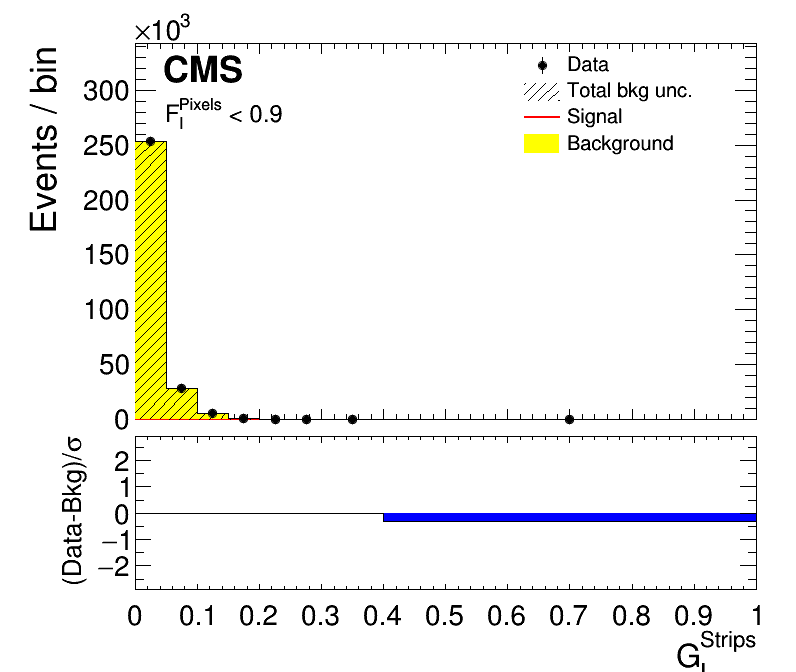 ×10³
Events / bin
300
250
200
150
100
50
0
CMS
F_I^Pixels < 0.9
Data
Total bkg unc.
Signal
Background
(Data-Bkg)/σ
2
1
0
−1
−2
0 0.1 0.2 0.3 0.4 0.5 0.6 0.7 0.8 0.9 1
G_I^Strips